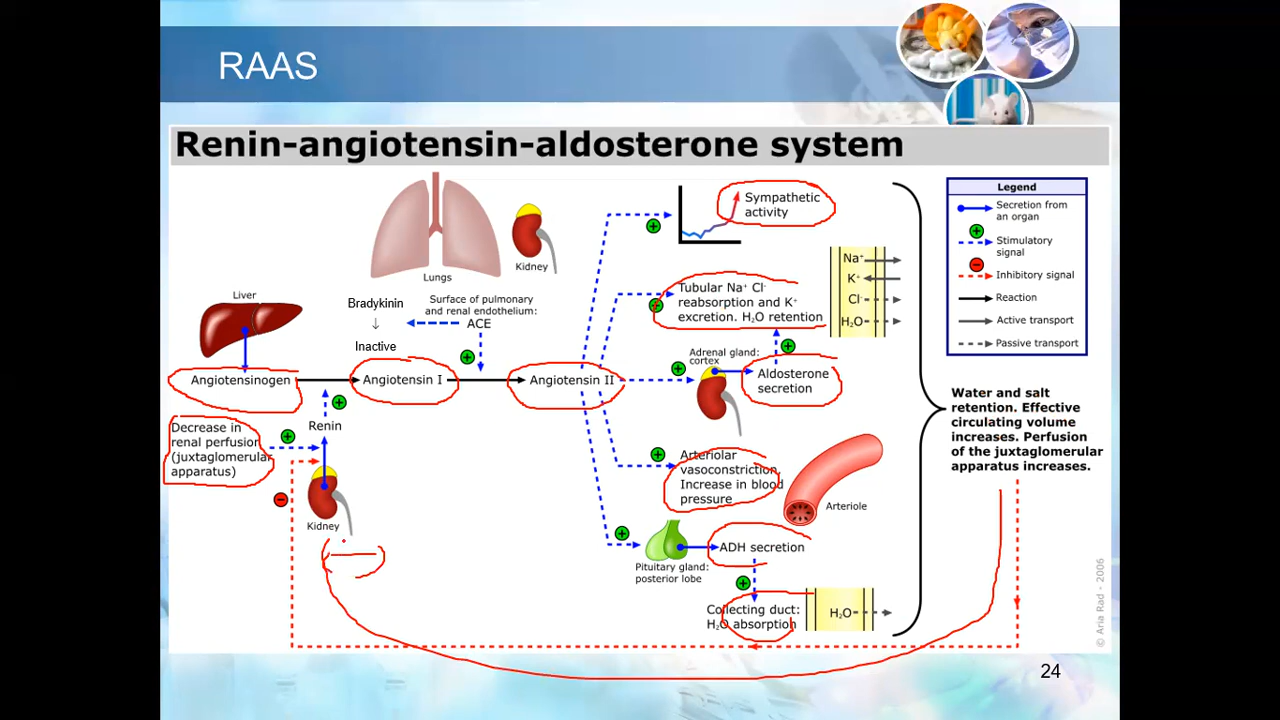 RAAS
Renin-angiotensin-aldosterone system
Lungs
Kidney
Liver
Bradykinin
↓
Inactive
Surface of pulmonary
and renal endothelium:
ACE
Angiotensinogen
Angiotensin I
Angiotensin II
Renin
Decrease in
renal perfusion
(juxtaglomerular
apparatus)
Kidney
Sympathetic
activity
Tubular Na⁺ Cl⁻
reabsorption and K⁺
excretion. H₂O retention
Na⁺
K⁺
Cl⁻
H₂O
Adrenal gland:
cortex
Aldosterone
secretion
Arteriolar
vasoconstriction.
Increase in blood
pressure
Arteriole
ADH secretion
Pituitary gland:
posterior lobe
Collecting duct:
H₂O absorption
H₂O
Legend
Secretion from
an organ
Stimulatory
signal
Inhibitory signal
Reaction
Active transport
Passive transport
Water and salt
retention. Effective
circulating volume
increases. Perfusion
of the juxtaglomerular
apparatus increases.
© Aria Rad - 2006
24